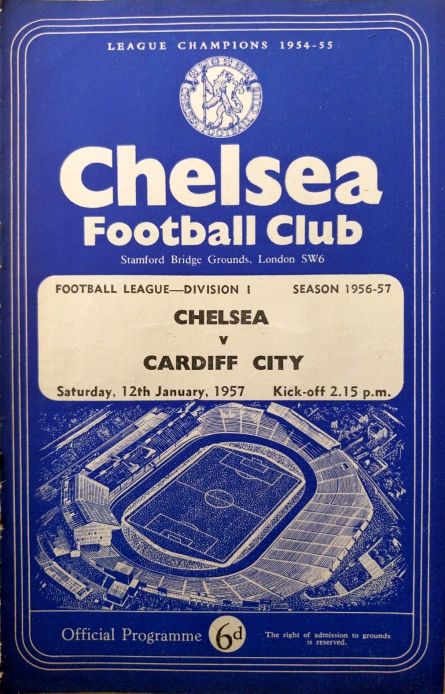 LEAGUE CHAMPIONS 1954-55
Chelsea
Football Club
Stamford Bridge Grounds, London SW6
FOOTBALL LEAGUE—DIVISION I SEASON 1956-57
CHELSEA
v
CARDIFF CITY
Saturday, 12th January, 1957 Kick-off 2.15 p.m.
Official Programme 6d
The right of admission to grounds
is reserved.